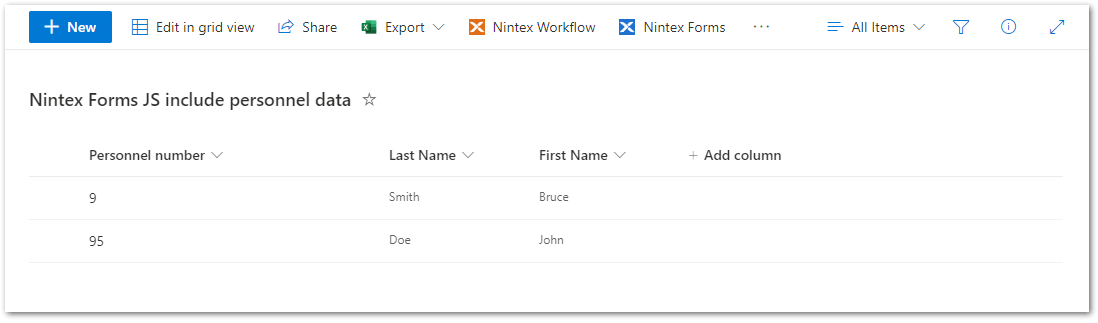 New Edit in grid view Share Export Nintex Workflow Nintex Forms ··· All Items
Nintex Forms JS include personnel data
Personnel number Last Name First Name + Add column
9 Smith Bruce
95 Doe John